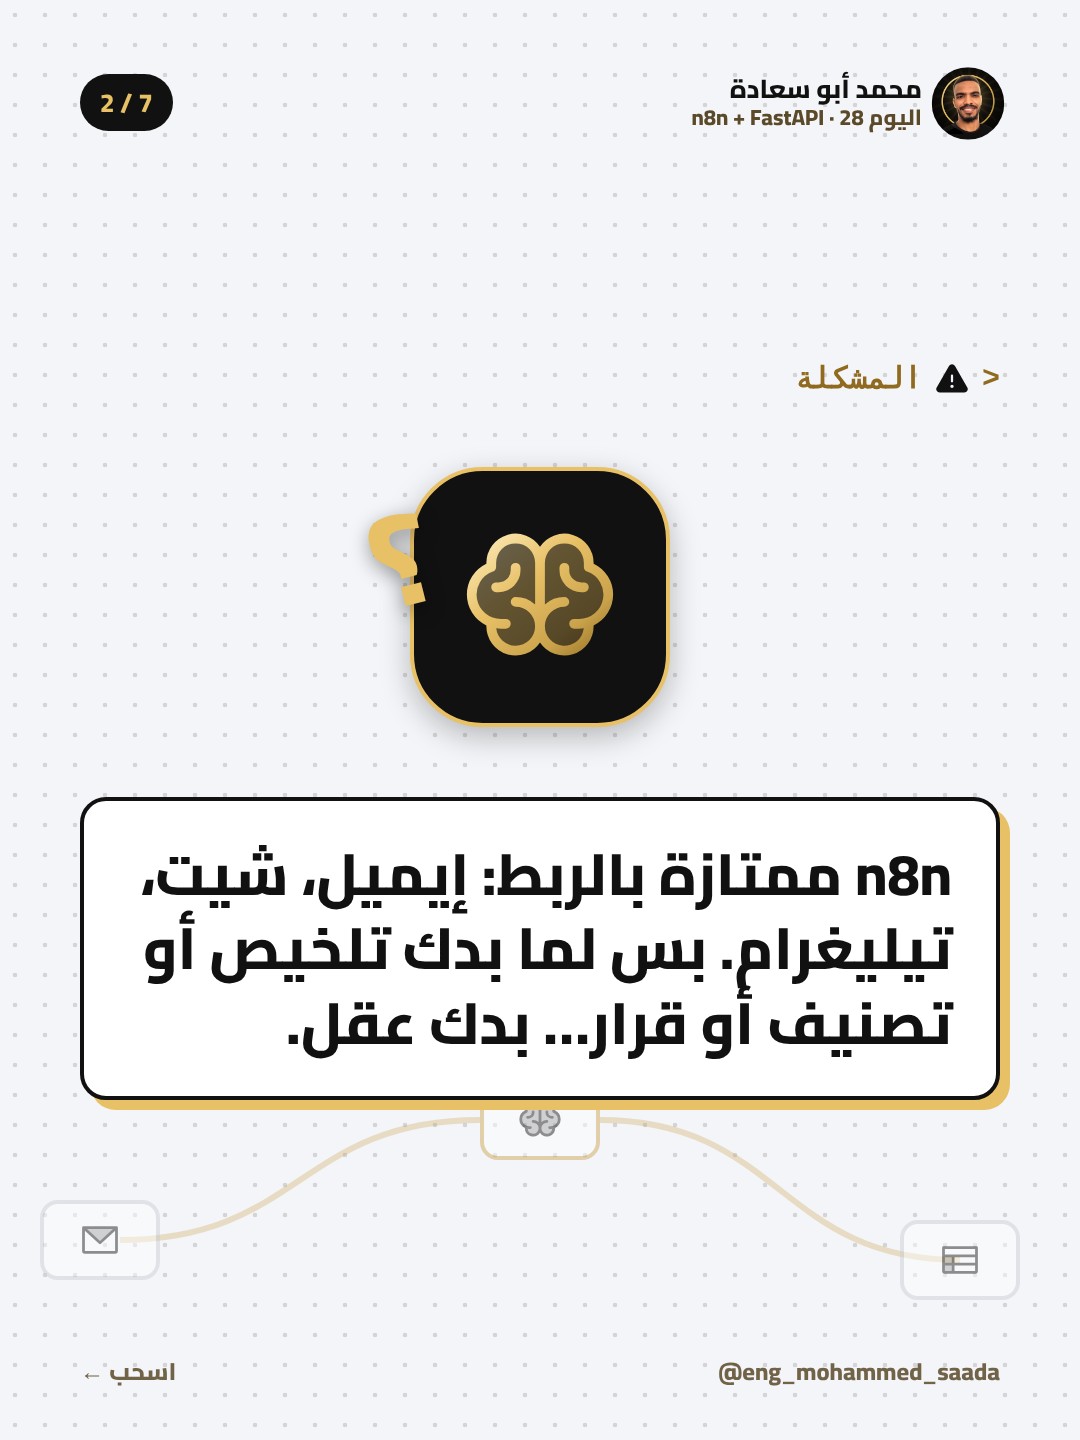 محمد أبو سعادة
اليوم 28 · n8n + FastAPI
2 / 7
> المشكلة
؟
n8n ممتازة بالربط: إيميل، شيت،
تيليغرام. بس لما بدك تلخيص أو
تصنيف أو قرار... بدك عقل.
@eng_mohammed_saada
اسحب ←